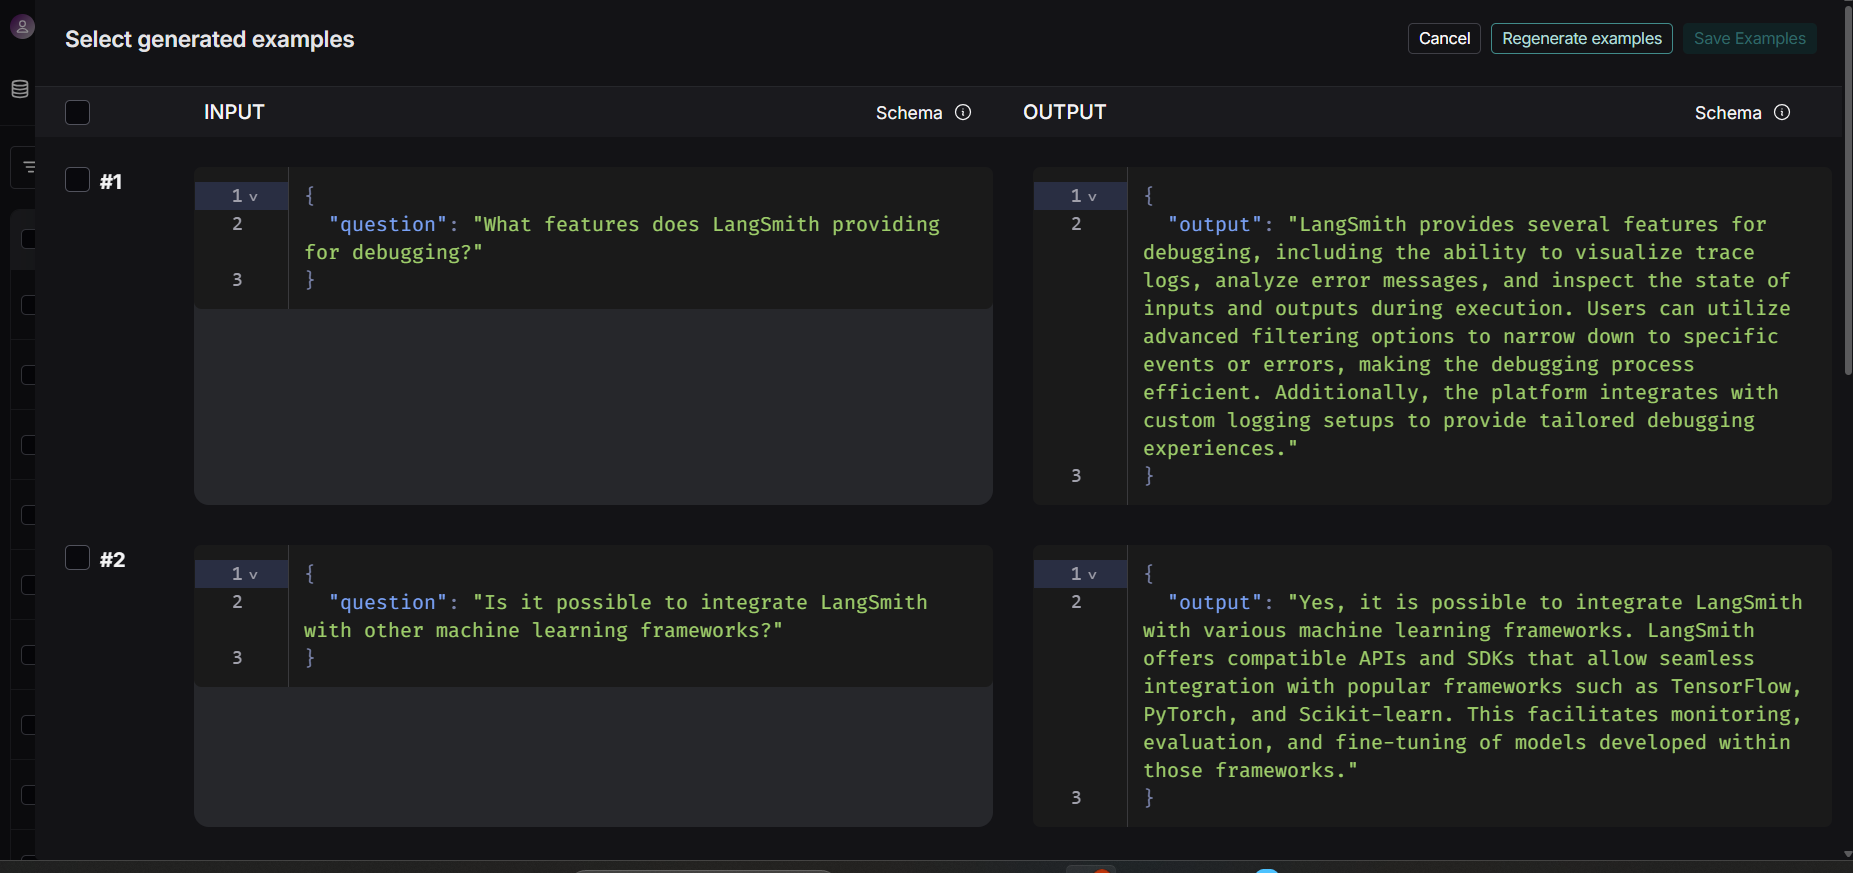 Select generated examples
Cancel
Regenerate examples
Save Examples
INPUT
Schema
OUTPUT
Schema
#1
1
{
2
"question": "What features does LangSmith providing
for debugging?"
3
}
1
{
2
"output": "LangSmith provides several features for
debugging, including the ability to visualize trace
logs, analyze error messages, and inspect the state of
inputs and outputs during execution. Users can utilize
advanced filtering options to narrow down to specific
events or errors, making the debugging process
efficient. Additionally, the platform integrates with
custom logging setups to provide tailored debugging
experiences."
3
}
#2
1
{
2
"question": "Is it possible to integrate LangSmith
with other machine learning frameworks?"
3
}
1
{
2
"output": "Yes, it is possible to integrate LangSmith
with various machine learning frameworks. LangSmith
offers compatible APIs and SDKs that allow seamless
integration with popular frameworks such as TensorFlow,
PyTorch, and Scikit-learn. This facilitates monitoring,
evaluation, and fine-tuning of models developed within
those frameworks."
3
}